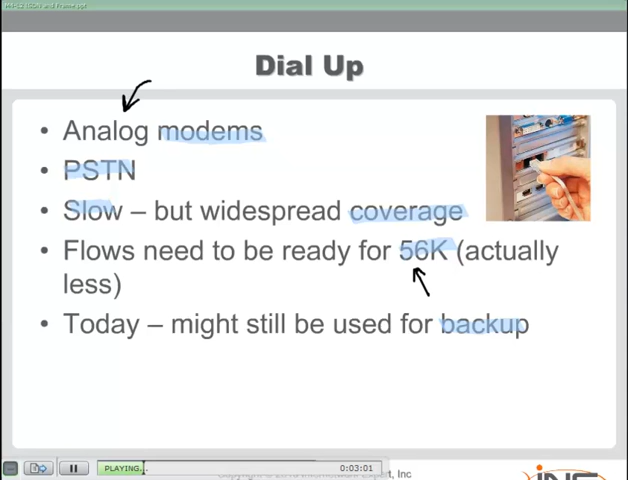 Dial Up
• Analog modems
• PSTN
• Slow – but widespread coverage
• Flows need to be ready for 56K (actually
less)
• Today – might still be used for backup
PLAYING...
0:03:01